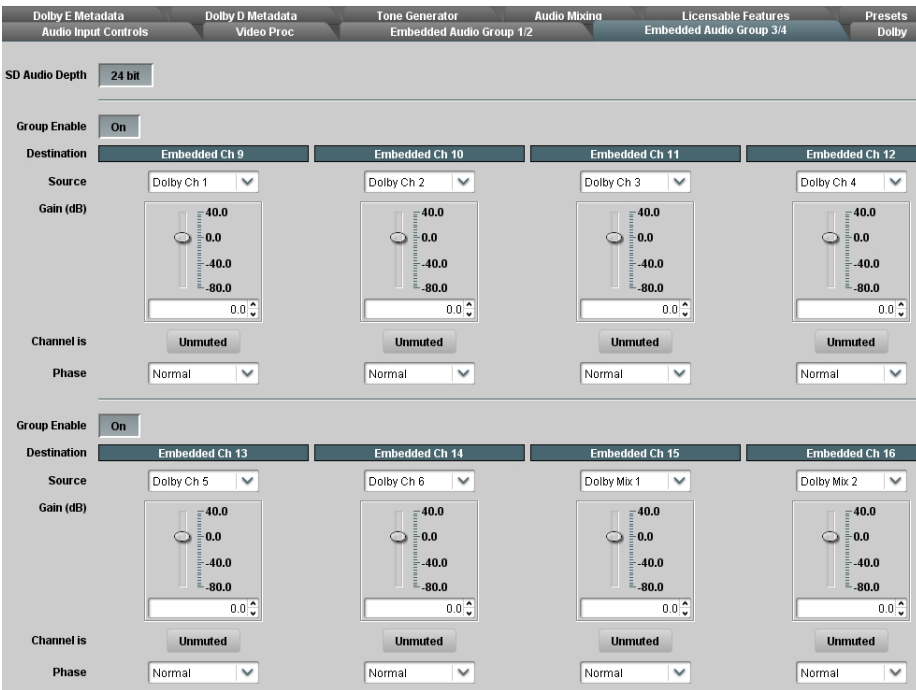 Dolby E Metadata Dolby D Metadata Tone Generator Audio Mixing Licensable Features Presets
Audio Input Controls Video Proc Embedded Audio Group 1/2 Embedded Audio Group 3/4 Dolby
SD Audio Depth 24 bit
Group Enable On
Destination Embedded Ch 9 Embedded Ch 10 Embedded Ch 11 Embedded Ch 12
Source Dolby Ch 1 Dolby Ch 2 Dolby Ch 3 Dolby Ch 4
Gain (dB) 40.0 40.0 40.0 40.0
0.0 0.0 0.0 0.0
-40.0 -40.0 -40.0 -40.0
-80.0 -80.0 -80.0 -80.0
0.0 0.0 0.0 0.0
Channel is Unmuted Unmuted Unmuted Unmuted
Phase Normal Normal Normal Normal
Group Enable On
Destination Embedded Ch 13 Embedded Ch 14 Embedded Ch 15 Embedded Ch 16
Source Dolby Ch 5 Dolby Ch 6 Dolby Mix 1 Dolby Mix 2
Gain (dB) 40.0 40.0 40.0 40.0
0.0 0.0 0.0 0.0
-40.0 -40.0 -40.0 -40.0
-80.0 -80.0 -80.0 -80.0
0.0 0.0 0.0 0.0
Channel is Unmuted Unmuted Unmuted Unmuted
Phase Normal Normal Normal Normal